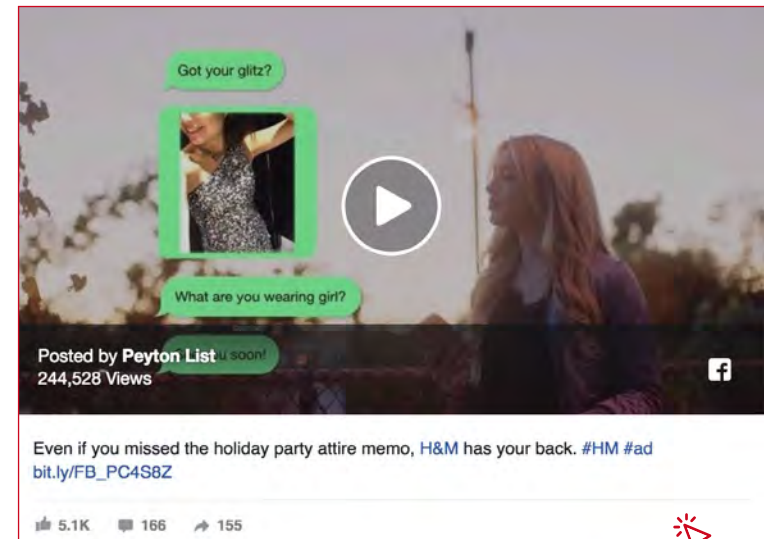 Got your glitz?
What are you wearing girl?
u soon!
Posted by Peyton List
244,528 Views
Even if you missed the holiday party attire memo, H&M has your back. #HM #ad
bit.ly/FB_PC4S8Z
5.1K 166 155